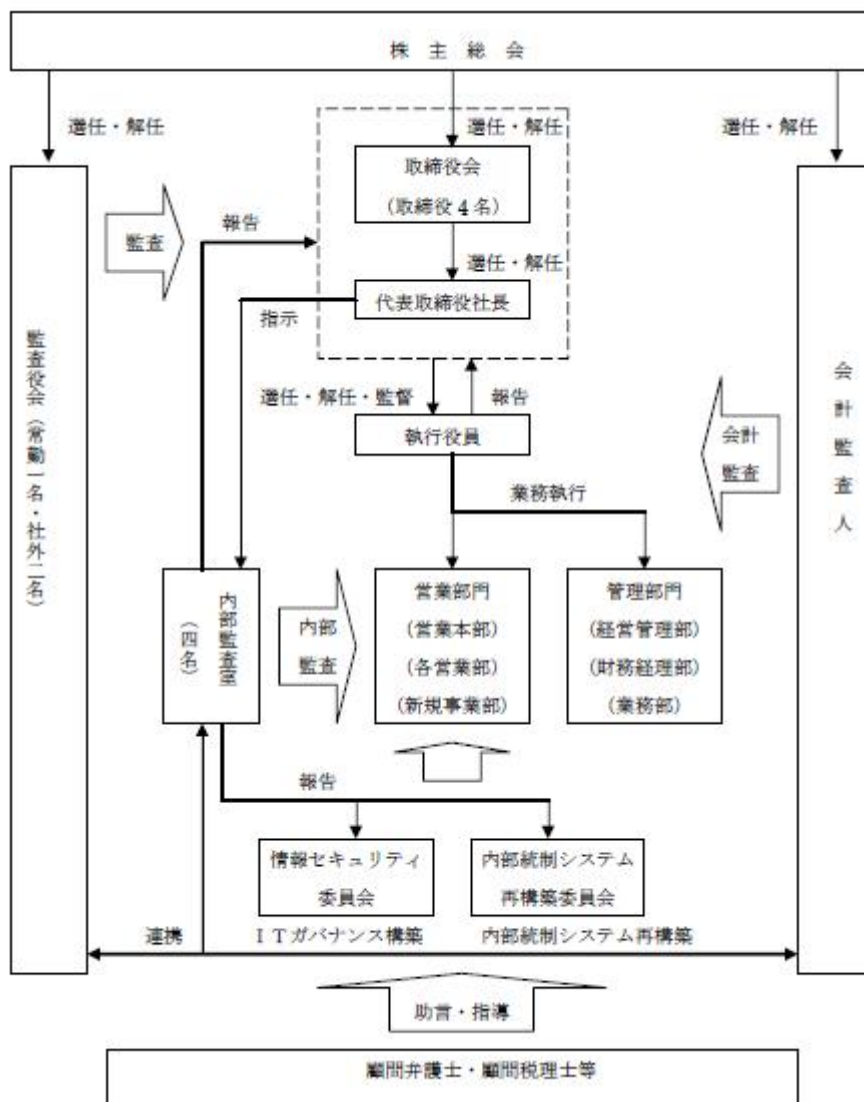 株 主 総 会
選任・解任
選任・解任
選任・解任
取締役会
(取締役4名)
監査
報告
選任・解任
代表取締役社長
指示
監査役会(常勤一名・社外二名)
会計監査人
選任・解任・監督
報告
執行役員
会計
監査
業務執行
内部監査室
(四名)
内部
監査
営業部門
(営業本部)
(各営業部)
(新規事業部)
管理部門
(経営管理部)
(財務経理部)
(業務部)
報告
情報セキュリティ
委員会
内部統制システム
再構築委員会
連携
ITガバナンス構築
内部統制システム再構築
助言・指導
顧問弁護士・顧問税理士等